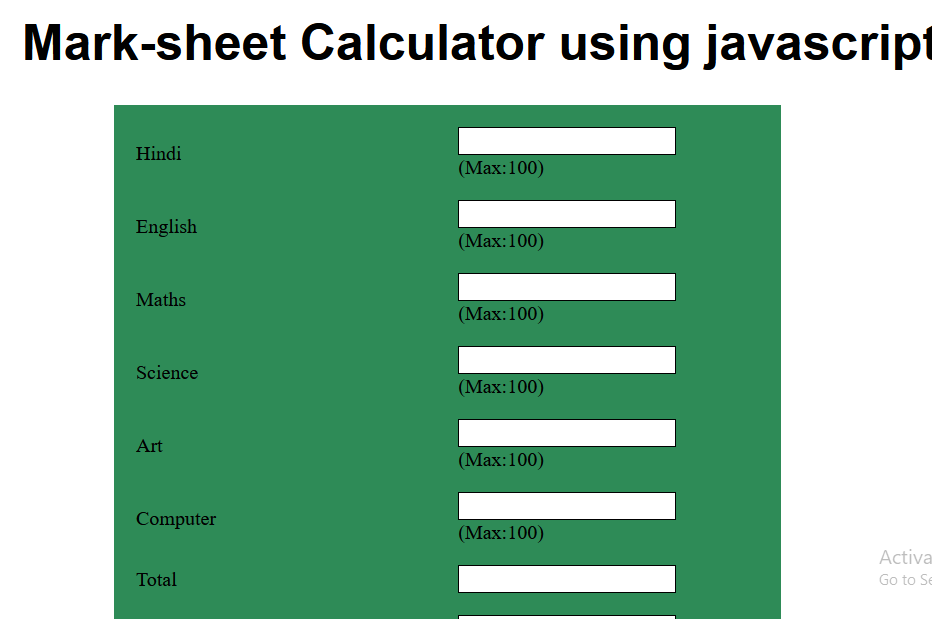 Mark-sheet Calculator using javascript
Hindi
(Max:100)
English
(Max:100)
Maths
(Max:100)
Science
(Max:100)
Art
(Max:100)
Computer
(Max:100)
Total
Activa
Go to Se